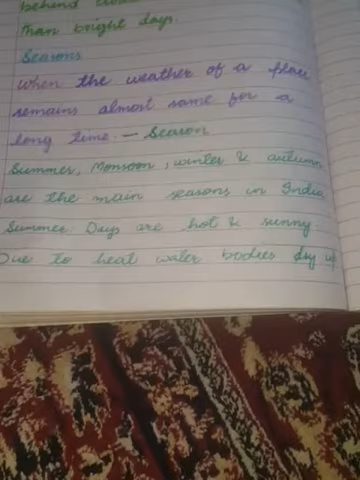 behind
than bright days.
Seasons
When the weather of a place
remains almost same for a
long time. – Season
Summer, Monsoon, winter & autumn
are the main seasons in India
Summer Days are hot & sunny
Due to heat water bodies dry up